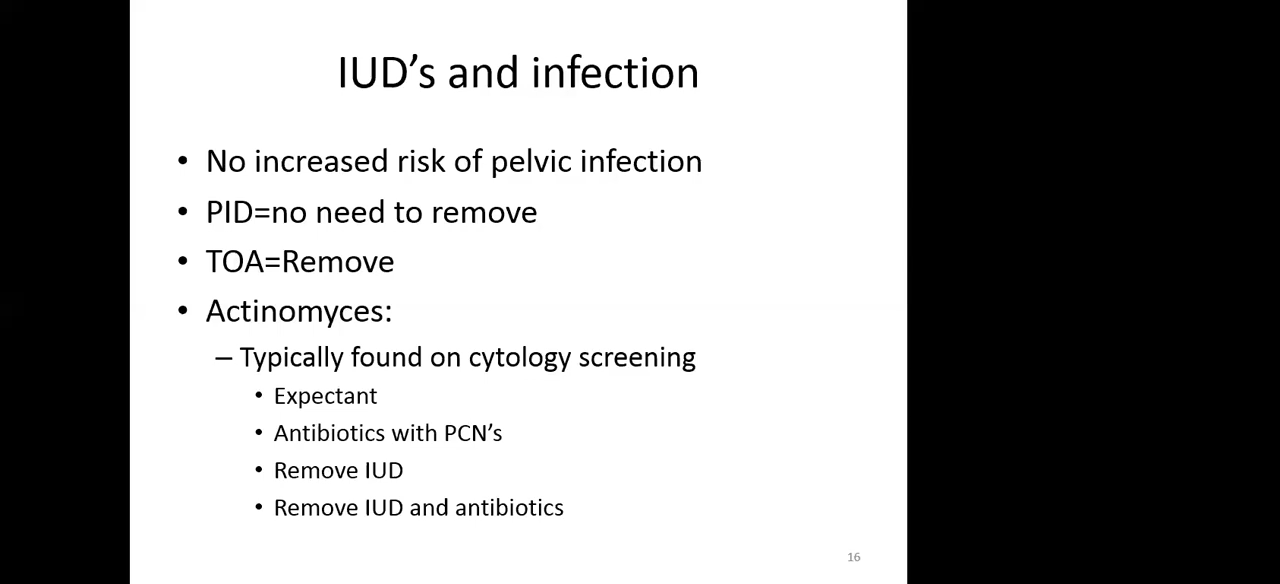 IUD’s and infection
• No increased risk of pelvic infection
• PID=no need to remove
• TOA=Remove
• Actinomyces:
– Typically found on cytology screening
• Expectant
• Antibiotics with PCN’s
• Remove IUD
• Remove IUD and antibiotics
16